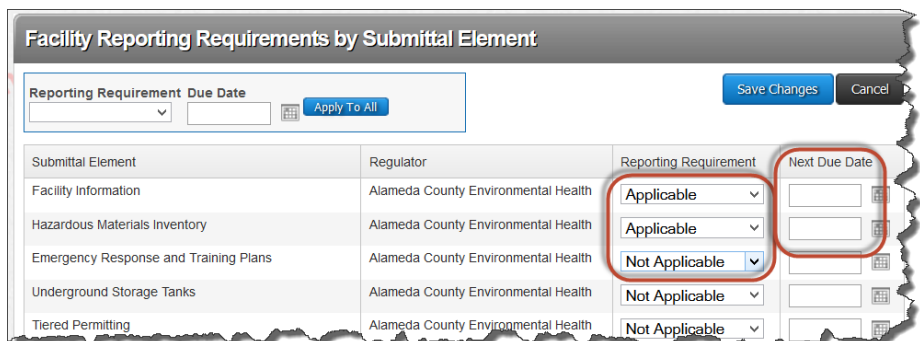 Facility Reporting Requirements by Submittal Element
Reporting Requirement Due Date
Apply To All
Save Changes Cancel
Submittal Element Regulator Reporting Requirement Next Due Date
Facility Information Alameda County Environmental Health Applicable
Hazardous Materials Inventory Alameda County Environmental Health Applicable
Emergency Response and Training Plans Alameda County Environmental Health Not Applicable
Underground Storage Tanks Alameda County Environmental Health Not Applicable
Tiered Permitting Alameda County Environmental Health Not Applicable